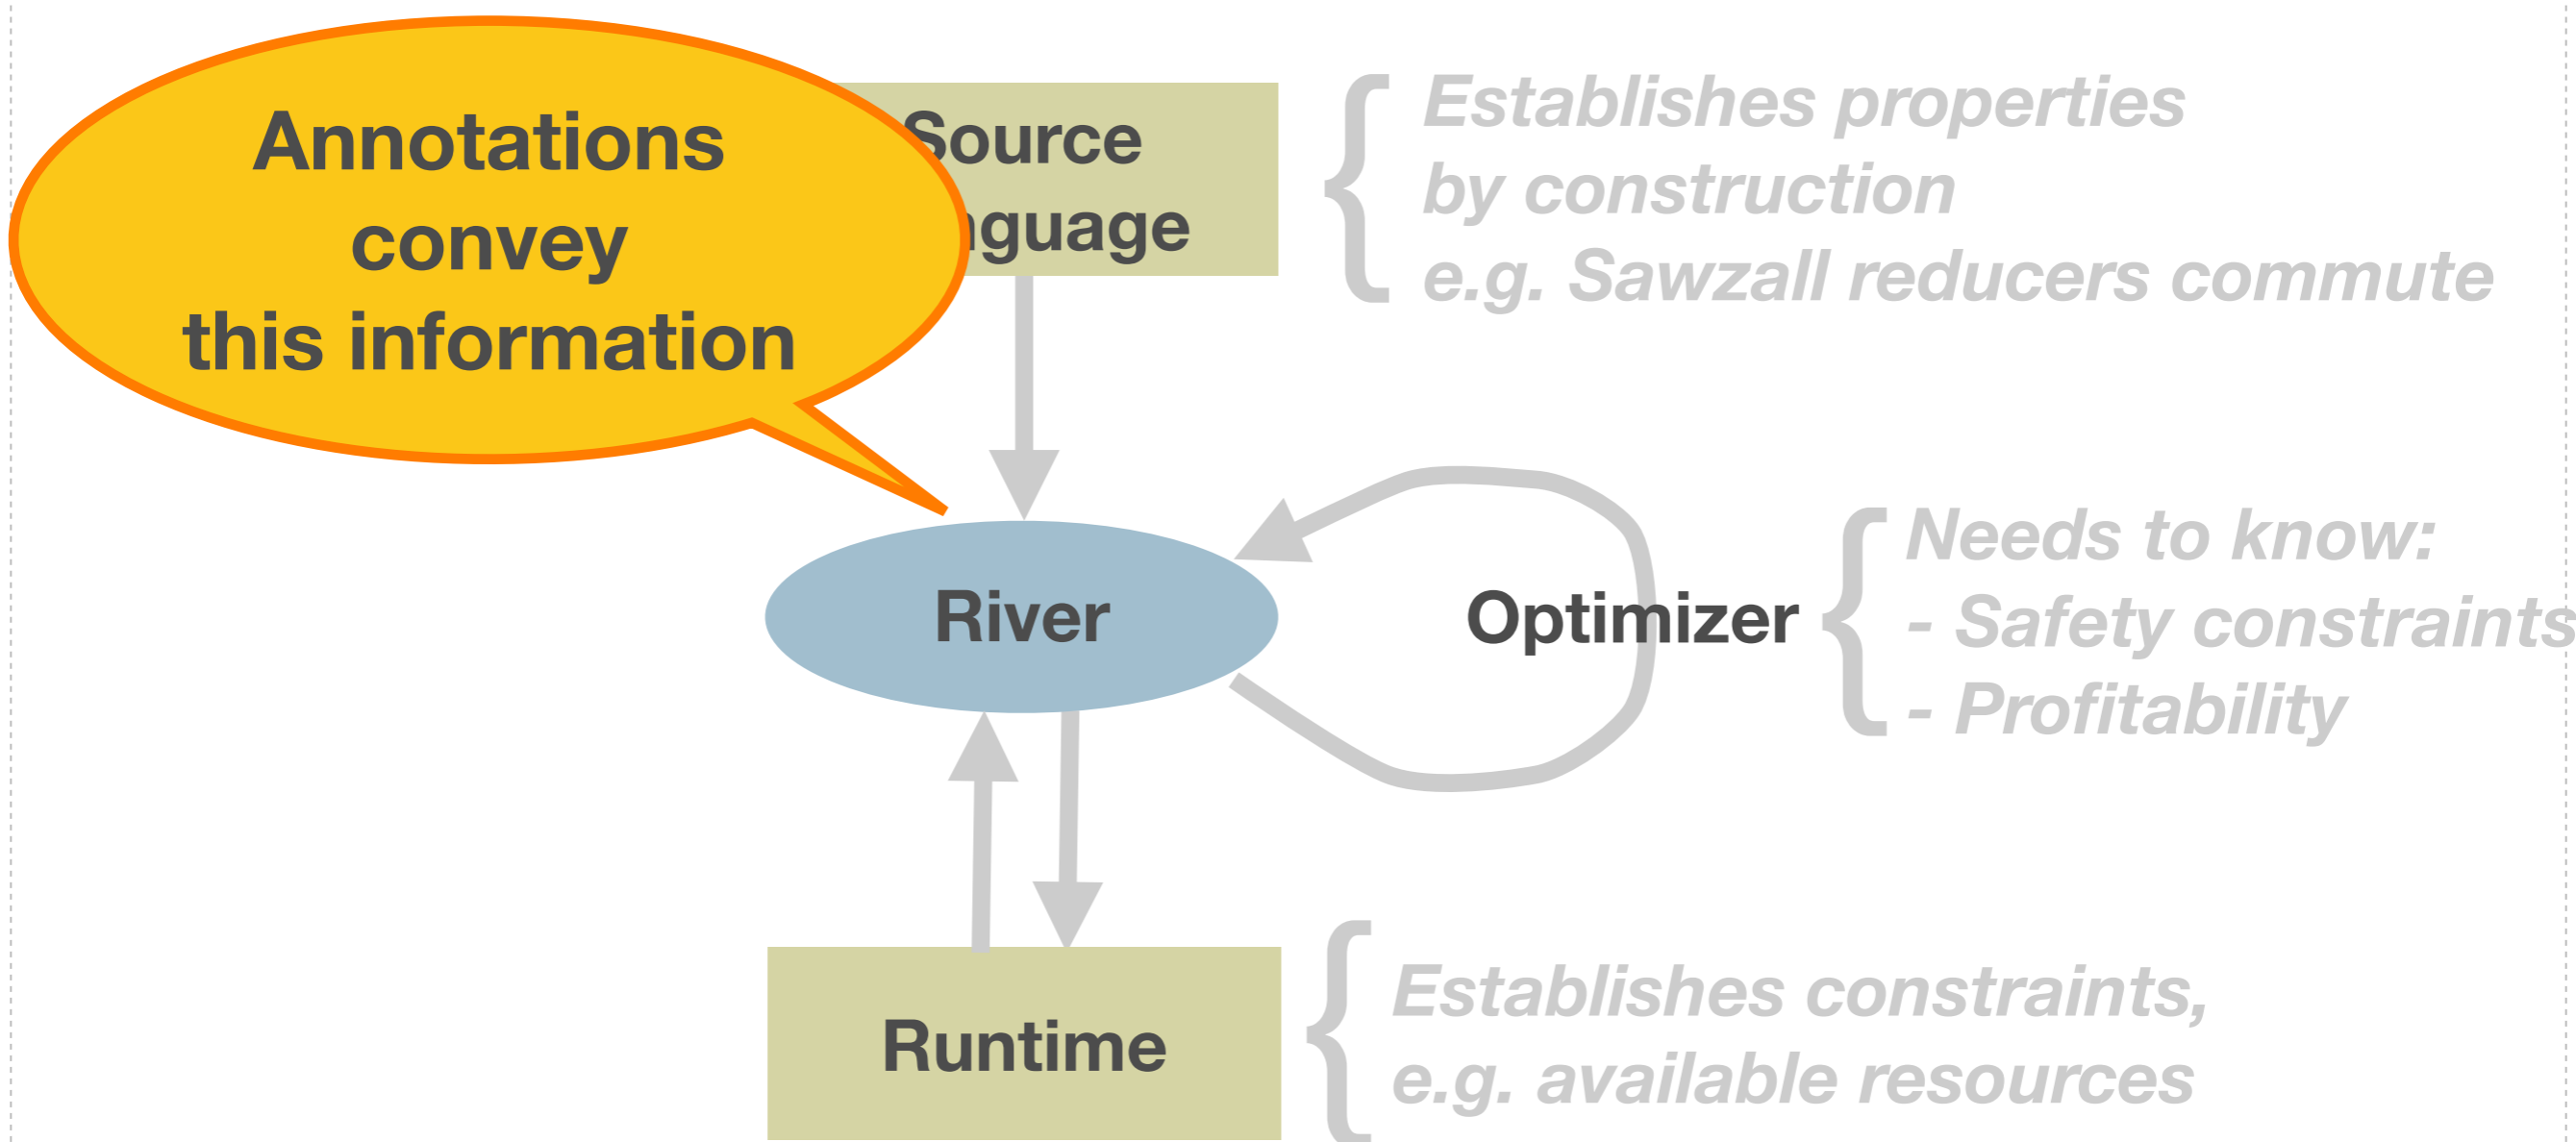 Annotations
convey
this information
Source
nguage
{ Establishes properties
by construction
e.g. Sawzall reducers commute
River
Optimizer
{ Needs to know:
- Safety constraints
- Profitability
Runtime
{ Establishes constraints,
e.g. available resources